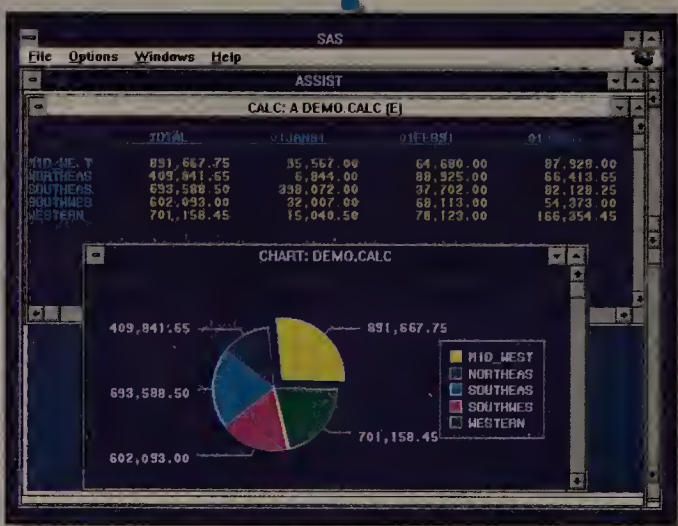 SAS
File Options Windows Help
ASSIST
CALC: A DEMO.CALC (E)
TOTAL 01JAN91 01FEB91 01
MID_WE T 891,667.75 95,567.00 64,680.00 87,928.00
NORTHEAS 409,841.65 6,844.00 88,925.00 66,413.65
SOUTHEAS 693,588.50 398,072.00 37,702.00 82,128.25
SOUTHWES 602,093.00 32,007.00 68,113.00 54,373.00
WESTERN 701,158.45 15,040.50 78,123.00 166,354.45
CHART: DEMO.CALC
409,841.65 891,667.75
MID_WEST
NORTHEAS
693,588.50 SOUTHEAS
SOUTHWES
WESTERN
701,158.45
602,093.00